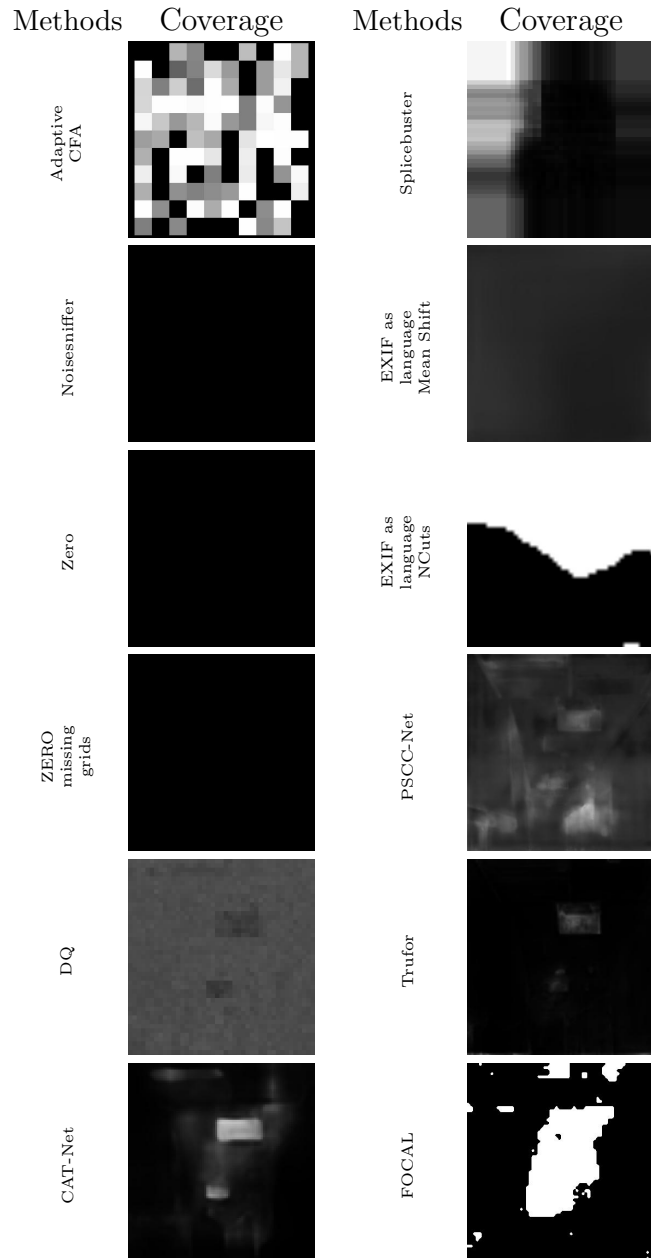 Methods Coverage Methods Coverage
Adaptive
CFA
Splicebuster
Noisesniffer
EXIF as
language
Mean Shift
Zero
EXIF as
language
NCuts
ZERO
missing
grids
PSCC-Net
DQ
Trufor
CAT-Net
FOCAL